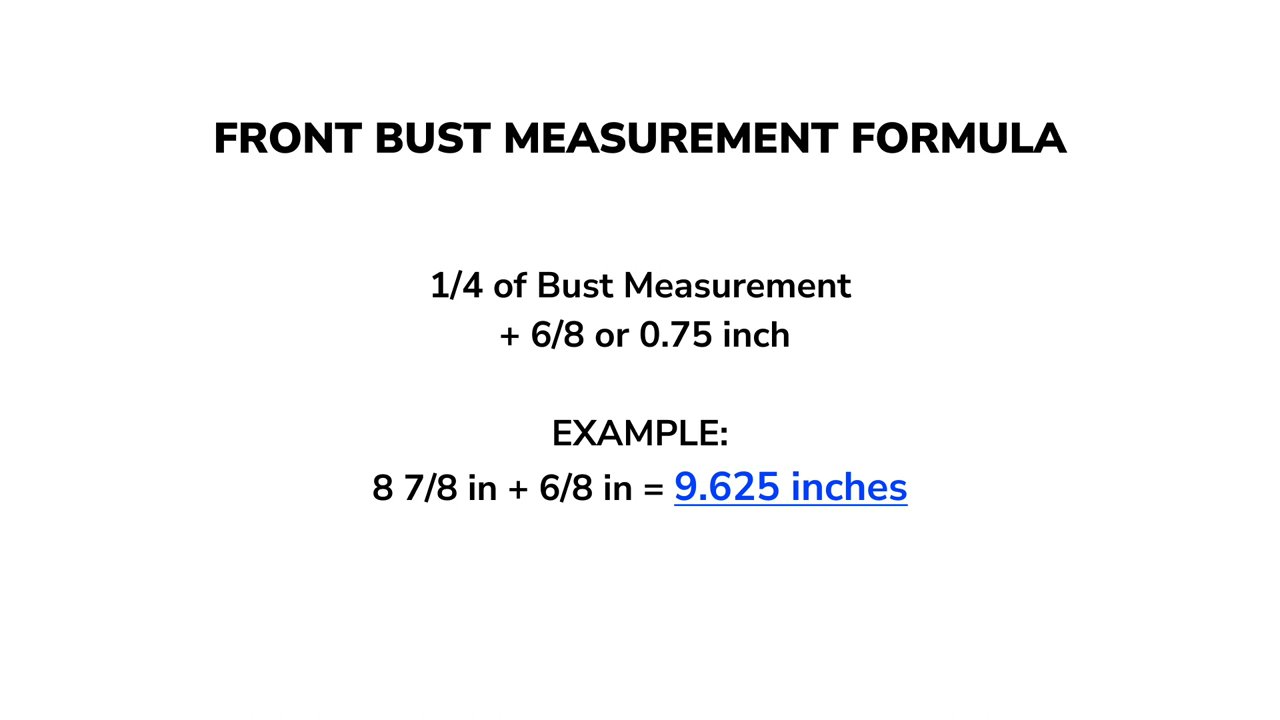 FRONT BUST MEASUREMENT FORMULA
1/4 of Bust Measurement
+ 6/8 or 0.75 inch
EXAMPLE:
8 7/8 in + 6/8 in = 9.625 inches